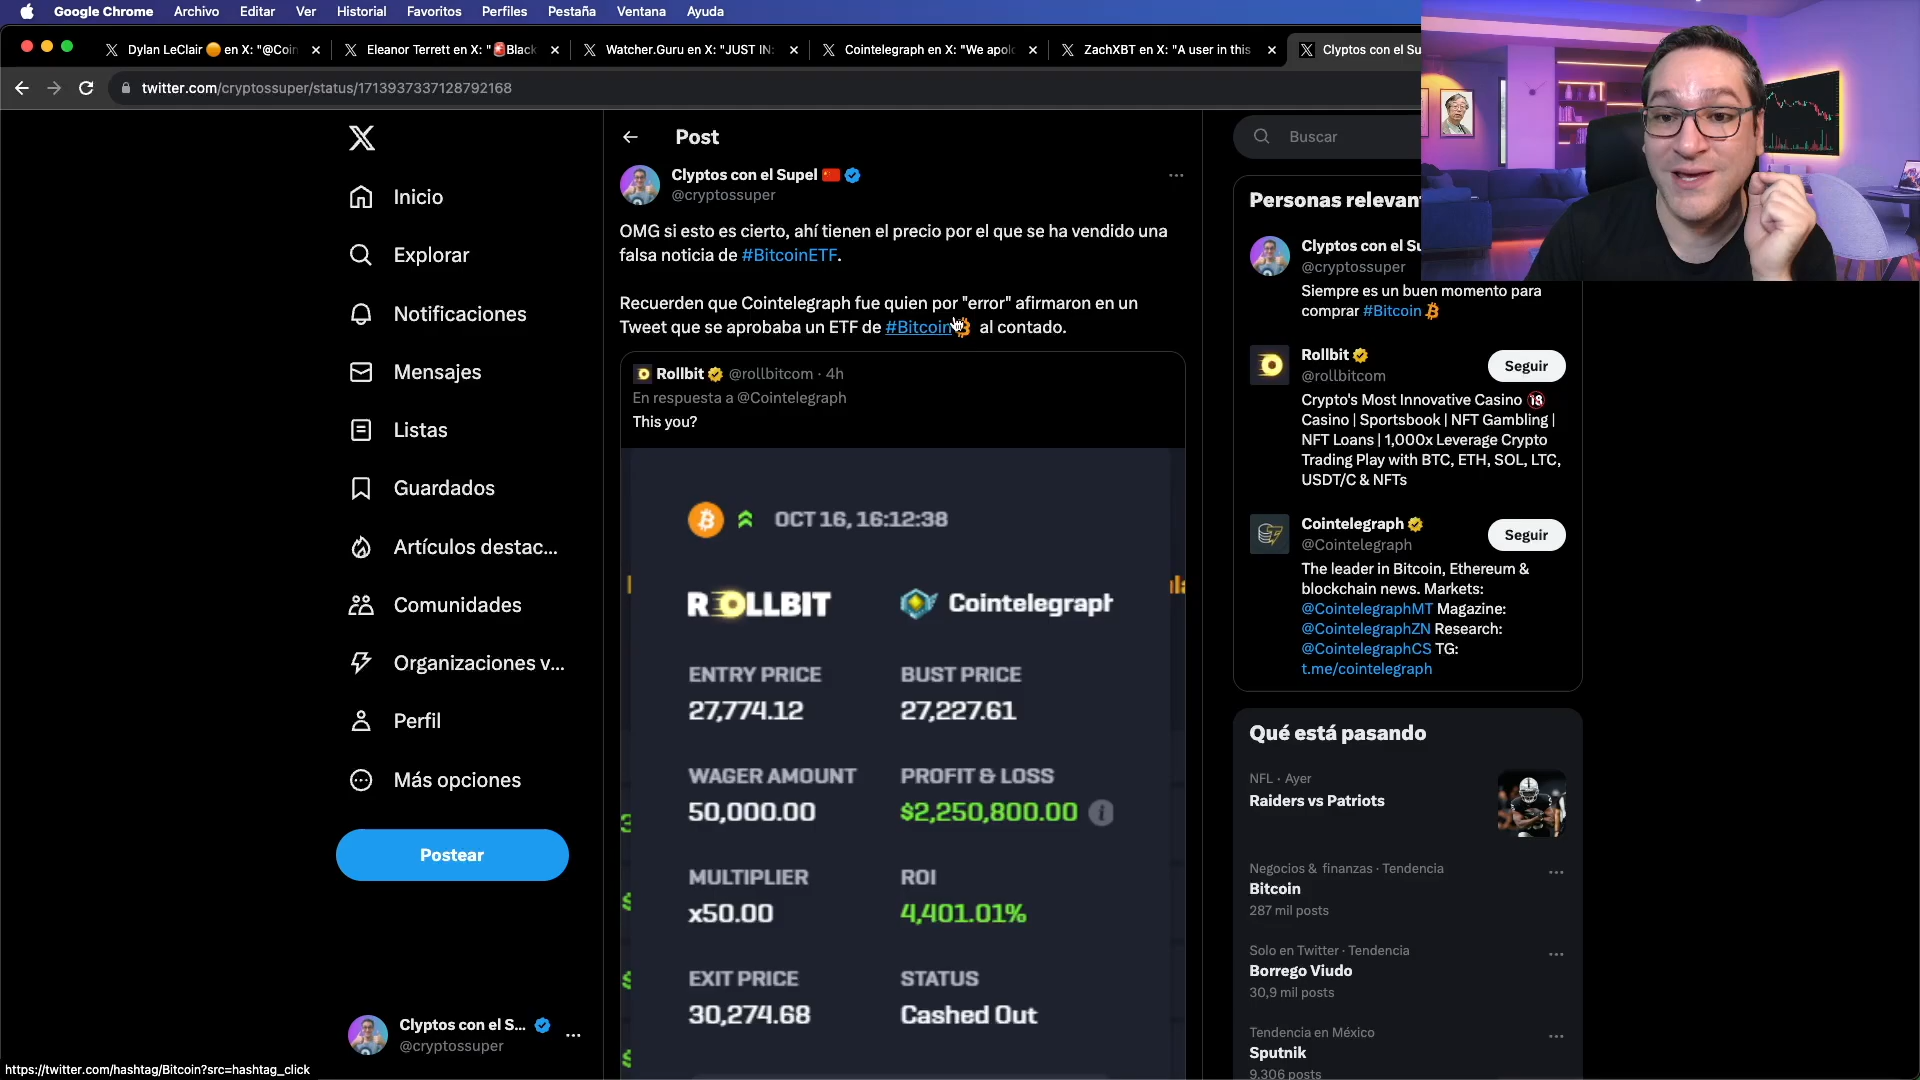 Google Chrome Archivo Editar Ver Historial Favoritos Perfiles Pestaña Ventana Ayuda
Dylan LeClair 🟠 en X: "@Coin
Eleanor Terrett en X: "🚨Black
Watcher.Guru en X: "JUST IN:
Cointelegraph en X: "We apolo
ZachXBT en X: "A user in this
Clyptos con el Su
twitter.com/cryptossuper/status/1713937337128792168
Inicio
Explorar
Notificaciones
Mensajes
Listas
Guardados
Artículos destac...
Comunidades
Organizaciones v...
Perfil
Más opciones
Postear
Clyptos con el S...
@cryptossuper
https://twitter.com/hashtag/Bitcoin?src=hashtag_click
Post
Clyptos con el Supel 🇨🇳
@cryptossuper
OMG si esto es cierto, ahí tienen el precio por el que se ha vendido una
falsa noticia de #BitcoinETF.
Recuerden que Cointelegraph fue quien por "error" afirmaron en un
Tweet que se aprobaba un ETF de #Bitcoin al contado.
Rollbit @rollbitcom · 4h
En respuesta a @Cointelegraph
This you?
OCT 16, 16:12:38
ROLLBIT
Cointelegraph
ENTRY PRICE BUST PRICE
27,774.12 27,227.61
WAGER AMOUNT PROFIT & LOSS
50,000.00 $2,250,800.00
MULTIPLIER ROI
x50.00 4,401.01%
EXIT PRICE STATUS
30,274.68 Cashed Out
Buscar
Personas relevan
Clyptos con el Su
@cryptossuper
Siempre es un buen momento para
comprar #Bitcoin
Rollbit
@rollbitcom
Seguir
Crypto's Most Innovative Casino 🔞
Casino | Sportsbook | NFT Gambling |
NFT Loans | 1,000x Leverage Crypto
Trading Play with BTC, ETH, SOL, LTC,
USDT/C & NFTs
Cointelegraph
@Cointelegraph
Seguir
The leader in Bitcoin, Ethereum &
blockchain news. Markets:
@CointelegraphMT Magazine:
@CointelegraphZN Research:
@CointelegraphCS TG:
t.me/cointelegraph
Qué está pasando
NFL · Ayer
Raiders vs Patriots
Negocios & finanzas · Tendencia
Bitcoin
287 mil posts
Solo en Twitter · Tendencia
Borrego Viudo
30,9 mil posts
Tendencia en México
Sputnik
9.306 posts